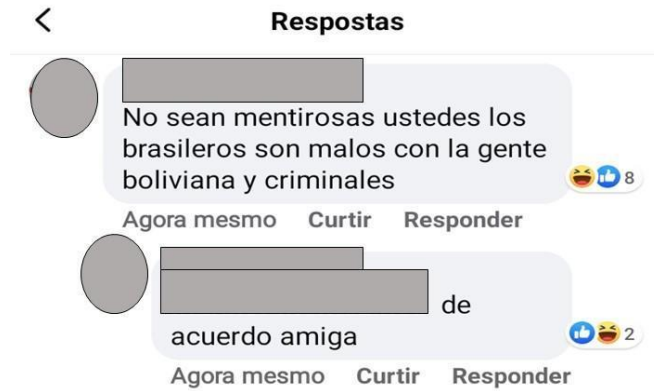 Respostas
No sean mentirosas ustedes los
brasileros son malos con la gente
boliviana y criminales
8
Agora mesmo Curtir Responder
de
acuerdo amiga
2
Agora mesmo Curtir Responder